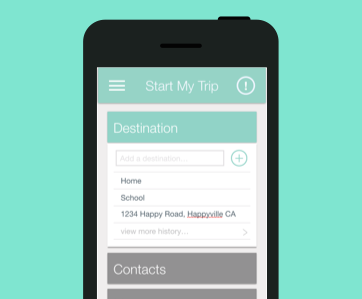 Start My Trip
Destination
Add a destination...
Home
School
1234 Happy Road, Happyville CA
view more history...
Contacts